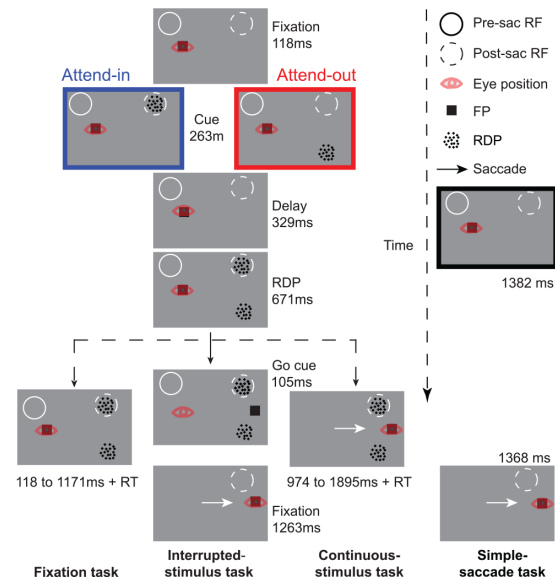 Fixation
118ms
Pre-sac RF
Post-sac RF
Eye position
FP
RDP
Saccade
Attend-in
Attend-out
Cue
263m
Delay
329ms
Time
1382 ms
RDP
671ms
Go cue
105ms
118 to 1171ms + RT
974 to 1895ms + RT
1368 ms
Fixation
1263ms
Fixation task
Interrupted-
stimulus task
Continuous-
stimulus task
Simple-
saccade task